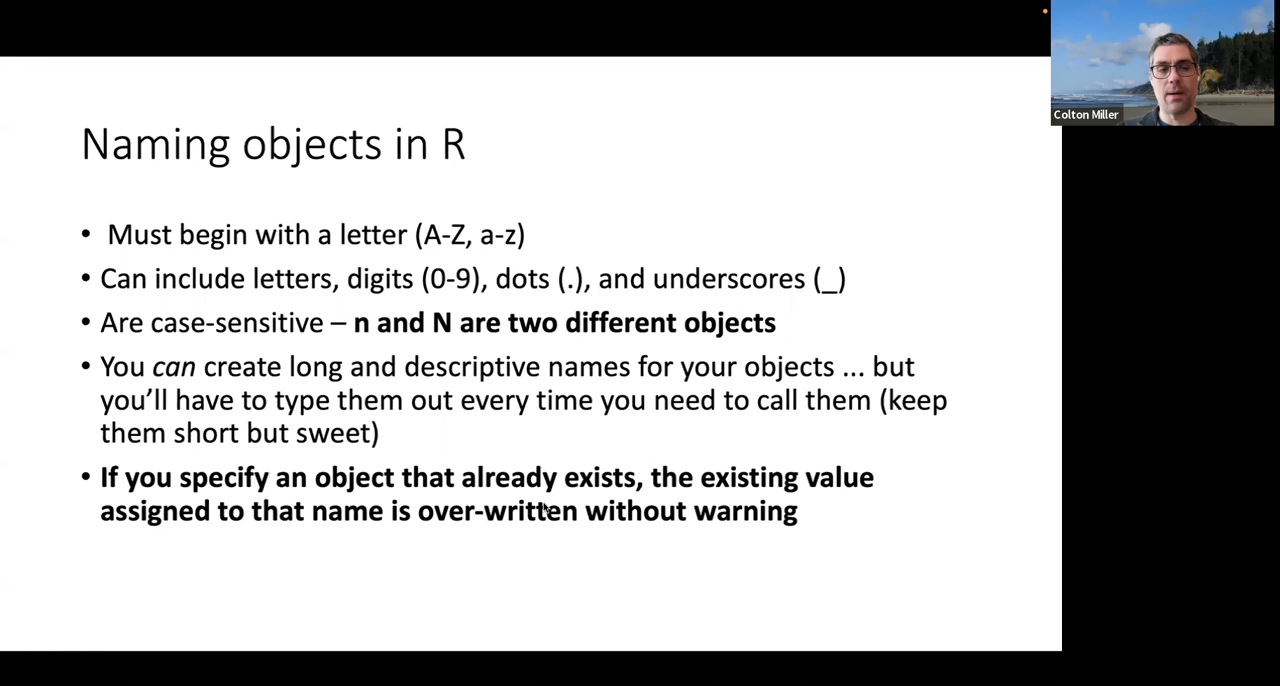 Colton Miller
Naming objects in R
• Must begin with a letter (A-Z, a-z)
• Can include letters, digits (0-9), dots (.), and underscores (_)
• Are case-sensitive – n and N are two different objects
• You can create long and descriptive names for your objects ... but
you’ll have to type them out every time you need to call them (keep
them short but sweet)
• If you specify an object that already exists, the existing value
assigned to that name is over-written without warning